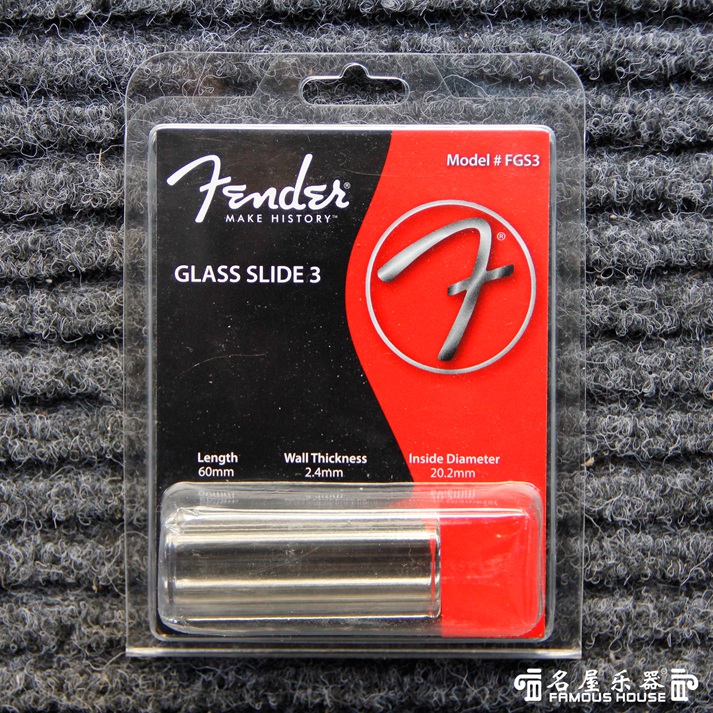 Fender®
MAKE HISTORY™
Model # FGS3
F®
GLASS SLIDE 3
Length
60mm
Wall Thickness
2.4mm
Inside Diameter
20.2mm
名屋乐器®
FAMOUS HOUSE